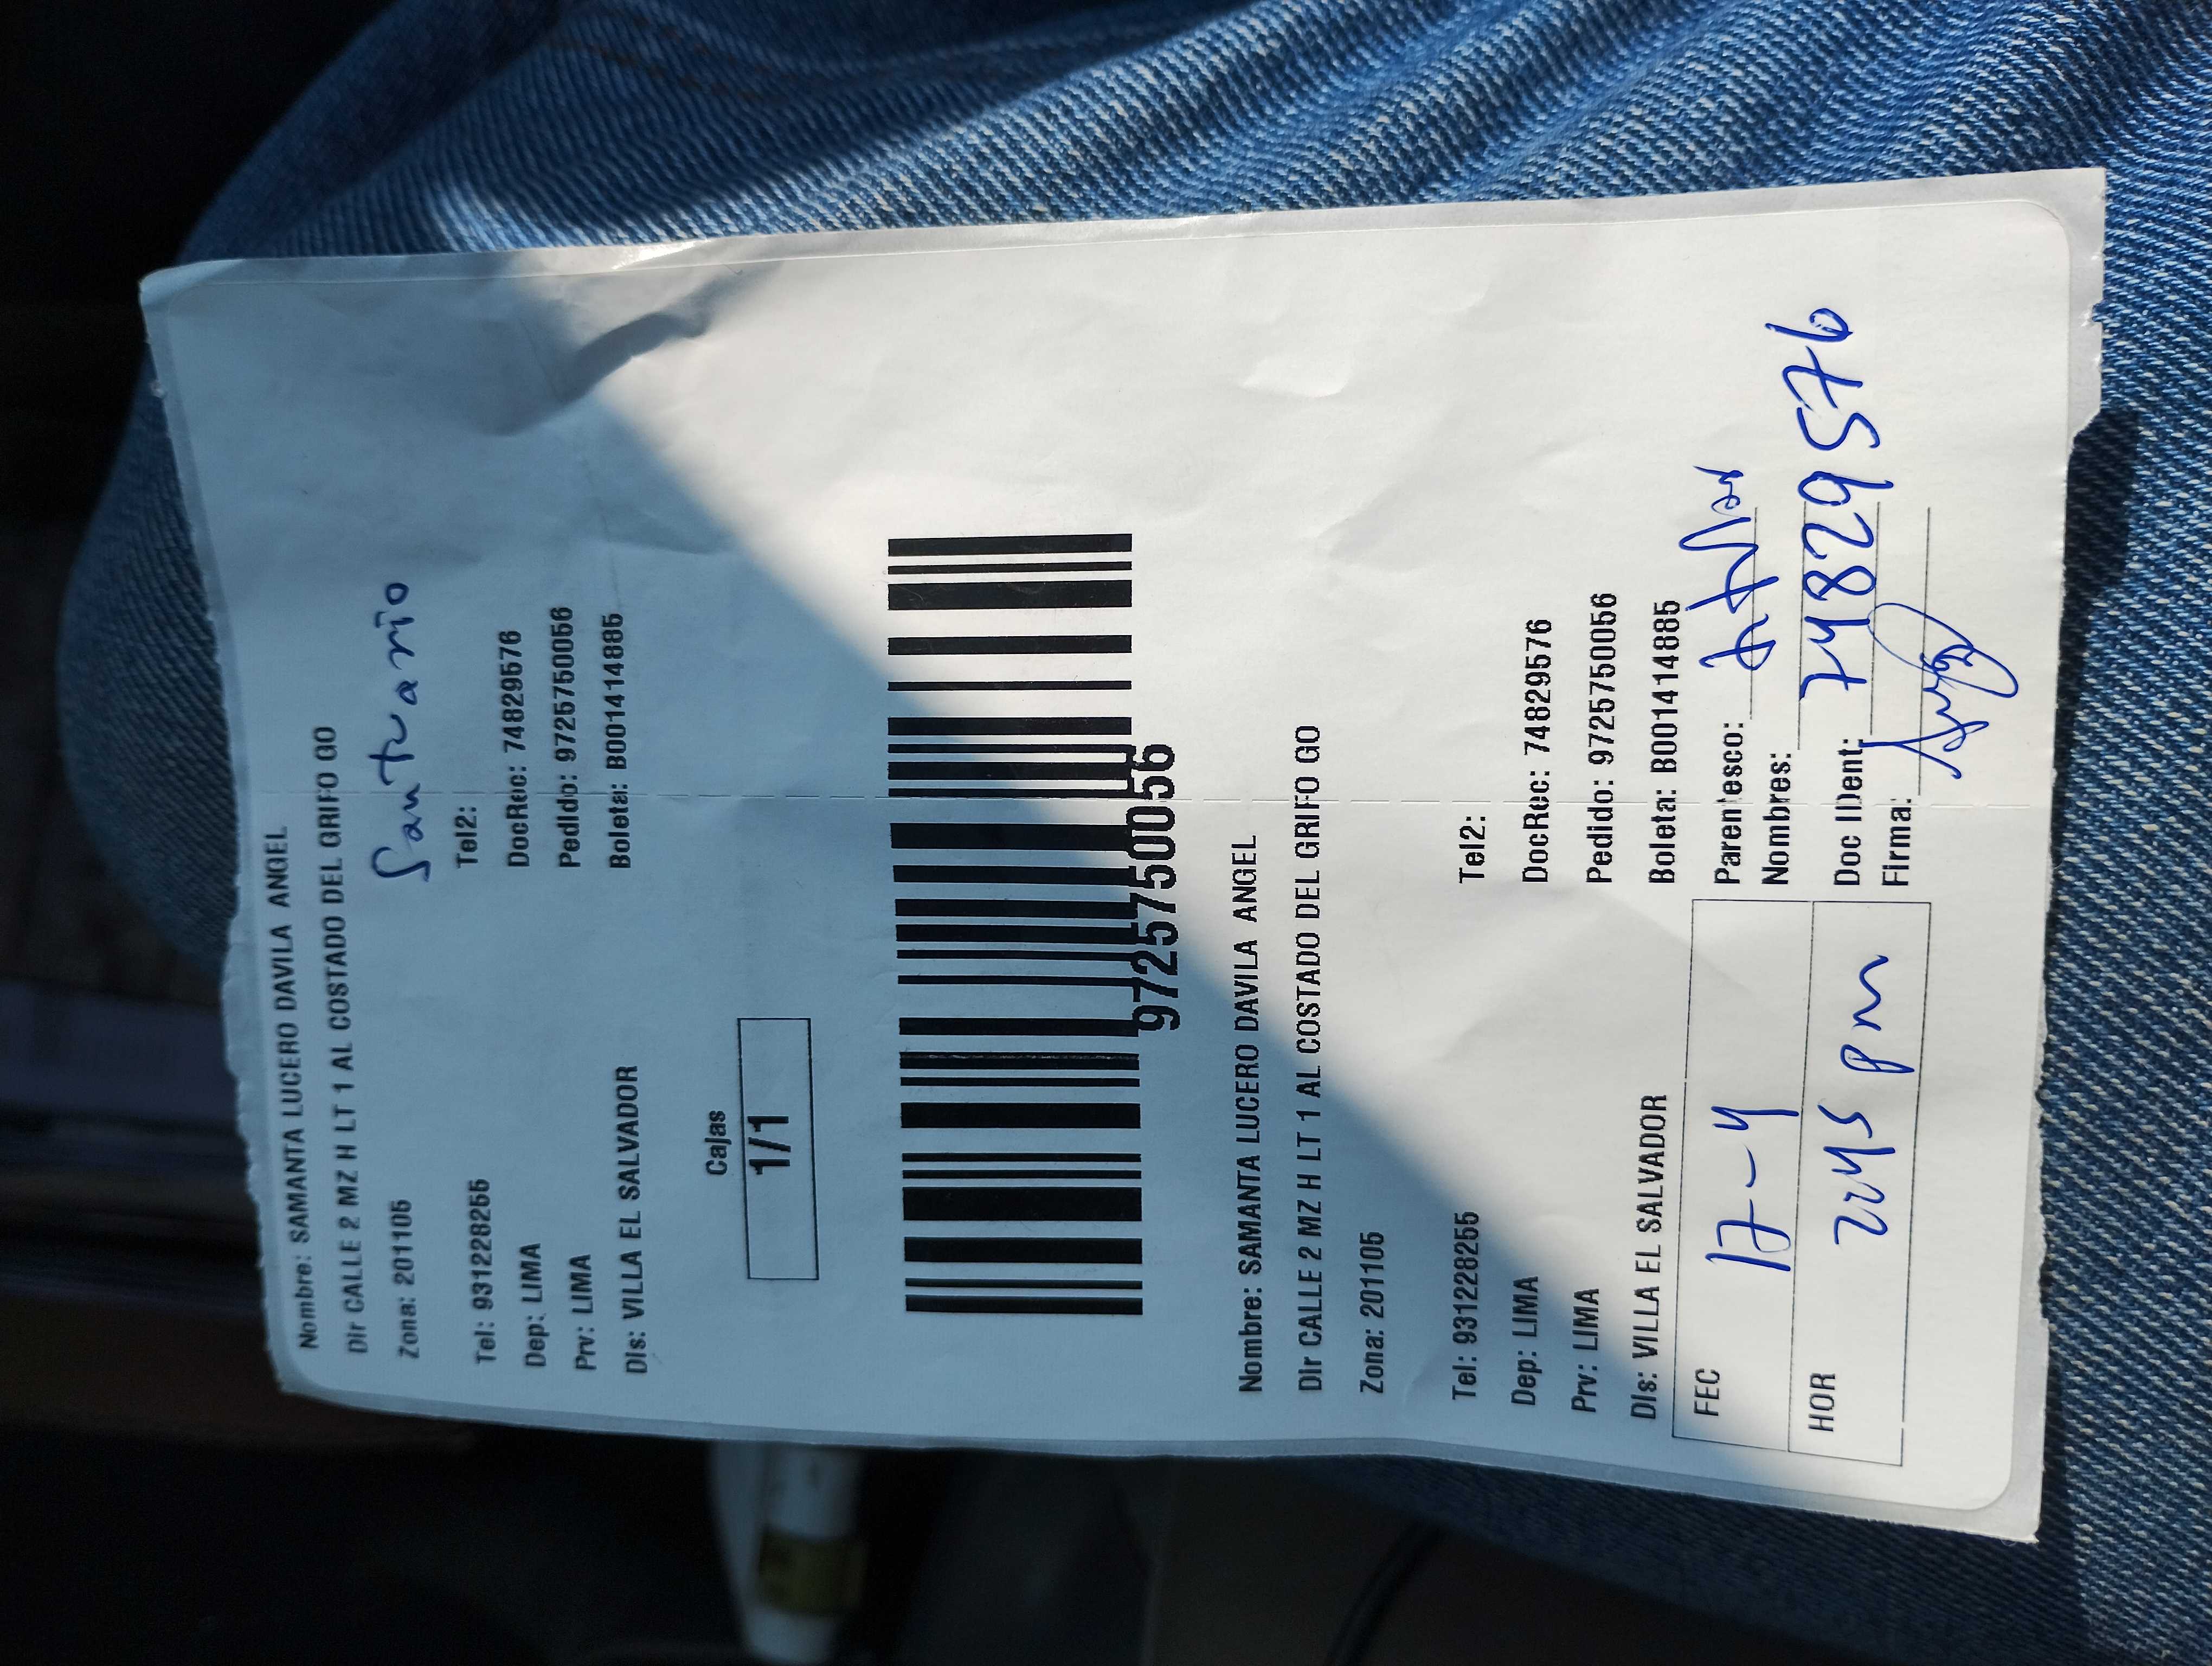 Nombre: SAMANTA LUCERO DAVILA ANGEL
Dir CALLE 2 MZ H LT 1 AL COSTADO DEL GRIFO GO
Zona: 201105
Santuario
Tel: 931228255 Tel2:
Dep: LIMA DocRec: 74829576
Prv: LIMA Pedido: 97257750056
Dis: VILLA EL SALVADOR Boleta: B001414885
Cajas
1/1
97257750056
Nombre: SAMANTA LUCERO DAVILA ANGEL
Dir CALLE 2 MZ H LT 1 AL COSTADO DEL GRIFO GO
Zona: 201105
Tel: 931228255 Tel2:
Dep: LIMA DocRec: 74829576
Prv: LIMA Pedido: 97257750056
Dis: VILLA EL SALVADOR Boleta: B001414885
FEC 17-4 Parentesco:
Nombres:
HOR 2:45 pm Doc IDent: 74829576
Firma: